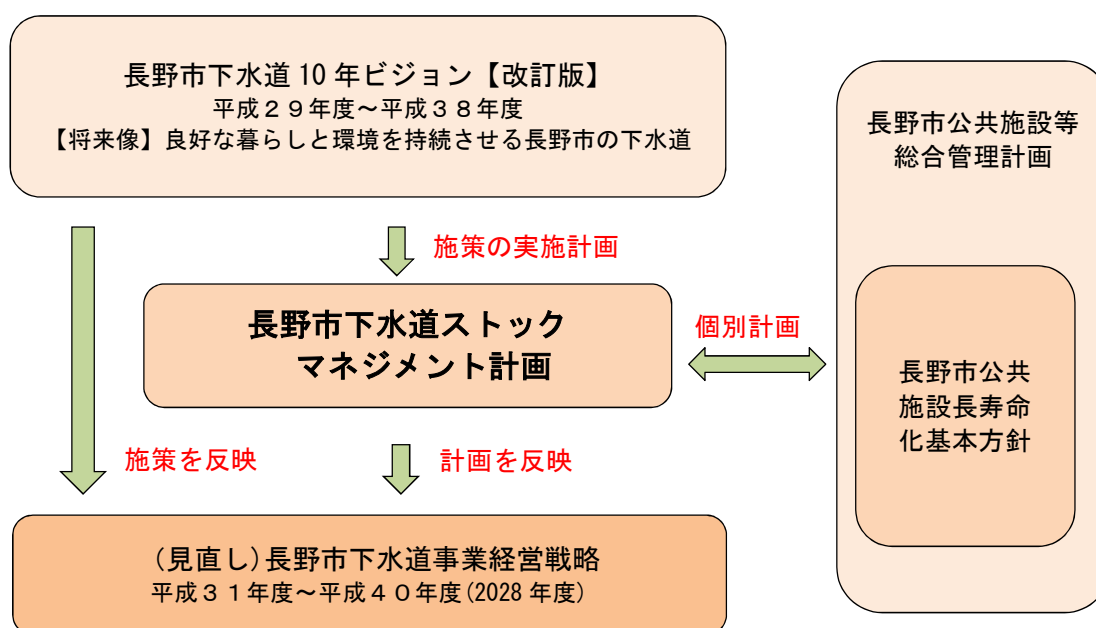 長野市下水道 10 年ビジョン【改訂版】
平成２９年度～平成３８年度
【将来像】良好な暮らしと環境を持続させる長野市の下水道
施策の実施計画
長野市下水道ストック
マネジメント計画
個別計画
施策を反映
計画を反映
(見直し)長野市下水道事業経営戦略
平成３１年度～平成４０年度(2028 年度)
長野市公共施設等
総合管理計画
長野市公共
施設長寿命
化基本方針